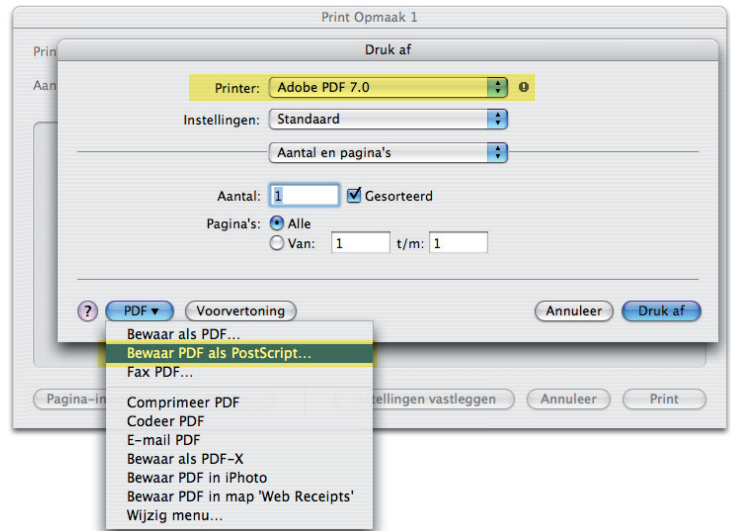 Print Opmaak 1
Prin
Druk af
Aan
Printer: Adobe PDF 7.0
Instellingen: Standaard
Aantal en pagina's
Aantal: 1 Gesorteerd
Pagina's: Alle
Van: 1 t/m: 1
? PDF Voorvertoning Annuleer Druk af
Bewaar als PDF...
Bewaar PDF als PostScript...
Fax PDF...
Pagina-in tellingen vastleggen Annuleer Print
Comprimeer PDF
Codeer PDF
E-mail PDF
Bewaar als PDF-X
Bewaar PDF in iPhoto
Bewaar PDF in map 'Web Receipts'
Wijzig menu...